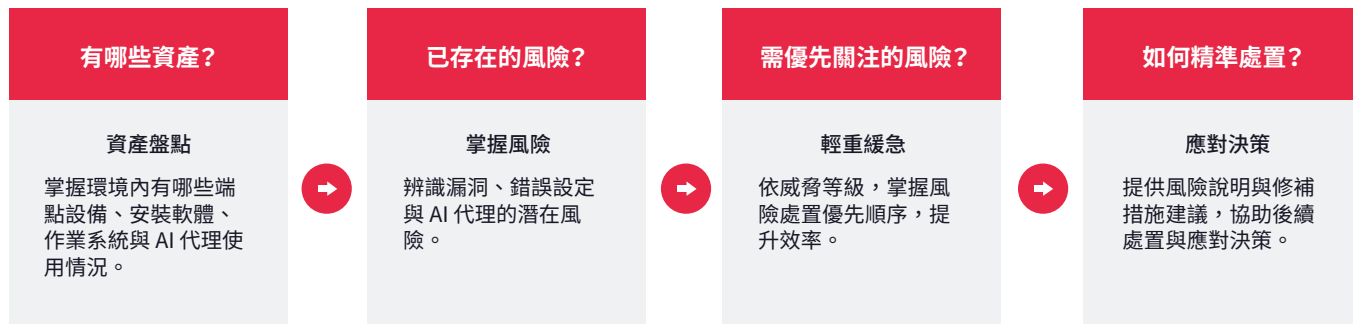 有哪些資產？
資產盤點
掌握環境內有哪些端
點設備、安裝軟體、
作業系統與 AI 代理使
用情況。
已存在的風險？
掌握風險
辨識漏洞、錯誤設定
與 AI 代理的潛在風
險。
需優先關注的風險？
輕重緩急
依威脅等級，掌握風
險處置優先順序，提
升效率。
如何精準處置？
應對決策
提供風險說明與修補
措施建議，協助後續
處置與應對決策。